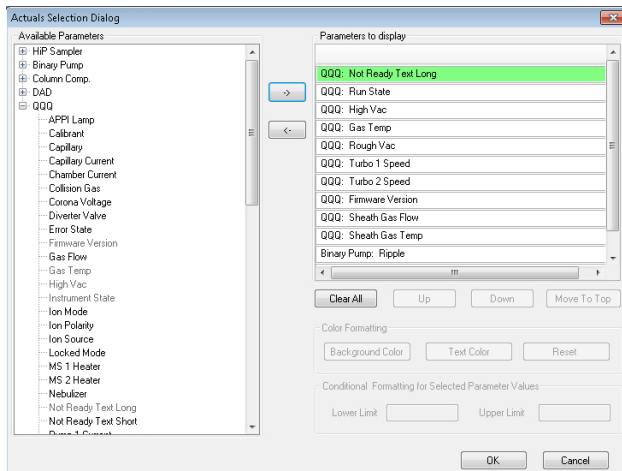 Actuals Selection Dialog
Available Parameters
HiP Sampler
Binary Pump
Column Comp.
DAD
QQQ
APPI Lamp
Calibrant
Capillary
Capillary Current
Chamber Current
Collision Gas
Corona Voltage
Diverter Valve
Error State
Firmware Version
Gas Flow
Gas Temp
High Vac
Instrument State
Ion Mode
Ion Polarity
Ion Source
Locked Mode
MS 1 Heater
MS 2 Heater
Nebulizer
Not Ready Text Long
Not Ready Text Short
Pump 1 Current
->
<-
Parameters to display
QQQ: Not Ready Text Long
QQQ: Run State
QQQ: High Vac
QQQ: Gas Temp
QQQ: Rough Vac
QQQ: Turbo 1 Speed
QQQ: Turbo 2 Speed
QQQ: Firmware Version
QQQ: Sheath Gas Flow
QQQ: Sheath Gas Temp
Binary Pump: Ripple
Clear All Up Down Move To Top
Color Formatting
Background Color Text Color Reset
Conditional Formatting for Selected Parameter Values
Lower Limit Upper Limit
OK Cancel